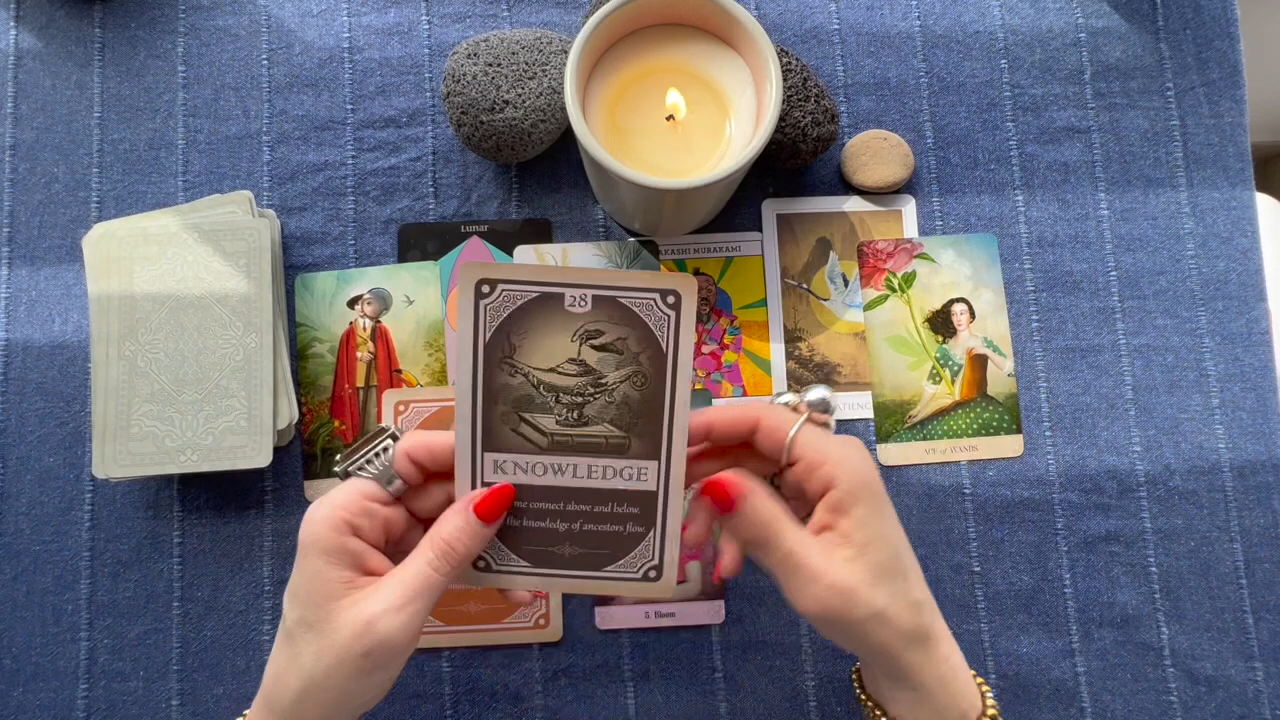 Lunar
AKASHI MURAKAMI
28
KNOWLEDGE
me connect above and below.
the knowledge of ancestors flow.
ATIENC
ACE of WANDS
5. Bloom